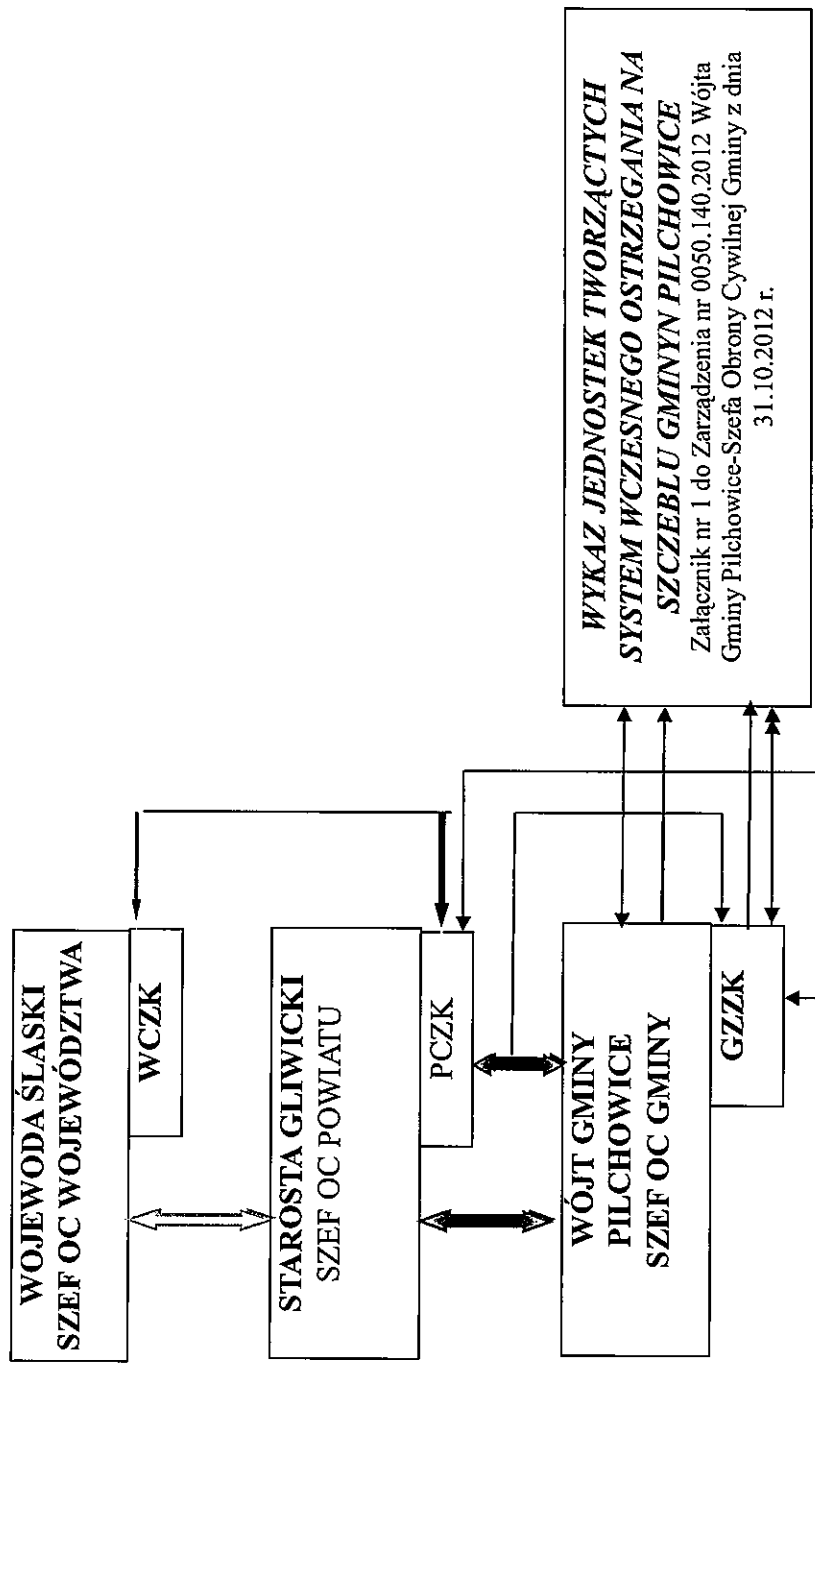 WOJEWODA ŚLĄSKI
SZEF OC WOJEWÓDZTWA
WCZK
STAROSTA GLIWICKI
SZEF OC POWIATU
PCZK
WÓJT GMINY
PILCHOWICE
SZEF OC GMINY
GZZK
WYKAZ JEDNOSTEK TWORZĄCTYCH
SYSTEM WCZESNEGO OSTRZEGANIA NA
SZCZEBLU GMINYN PILCHOWICE
Załącznik nr 1 do Zarządzenia nr 0050.140.2012 Wójta
Gminy Pilchowice-Szefa Obrony Cywilnej Gminy z dnia
31.10.2012 r.